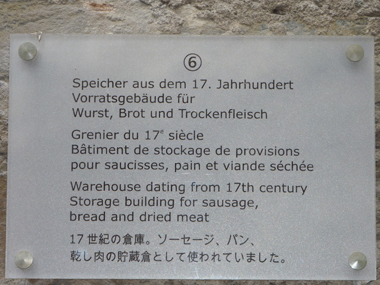 ⑥
Speicher aus dem 17. Jahrhundert
Vorratsgebäude für
Wurst, Brot und Trockenfleisch
Grenier du 17e siècle
Bâtiment de stockage de provisions
pour saucisses, pain et viande séchée
Warehouse dating from 17th century
Storage building for sausage,
bread and dried meat
17世紀の倉庫。ソーセージ、パン、
乾し肉の貯蔵倉として使われていました。